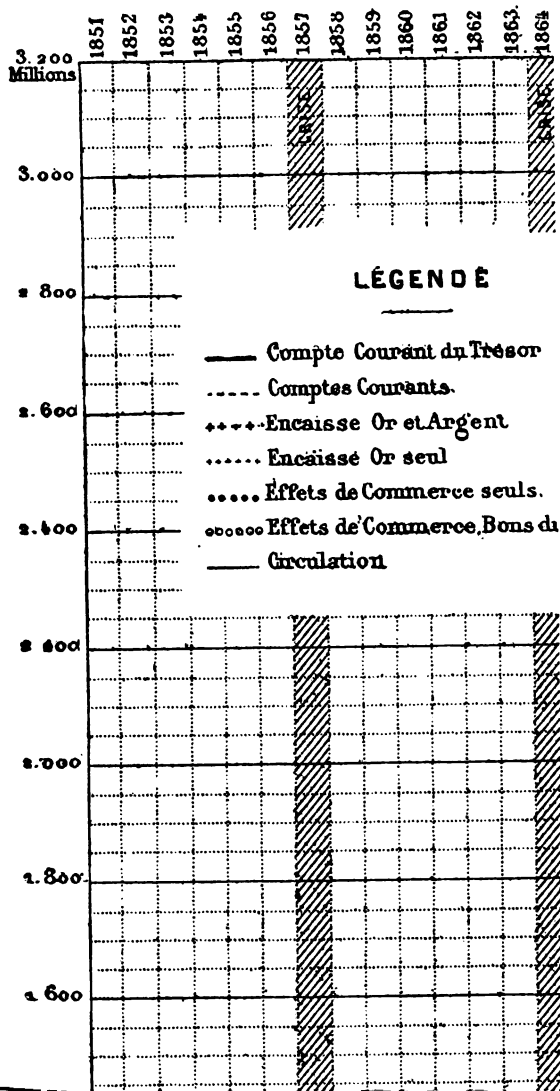 1851 1852 1853 1854 1855 1856 1857 1858 1859 1860 1861 1862 1863 1864
3.200
Millions
CRISE CRISE
3.000
2 800
LÉGENDE
Compte Courant du Trésor
Comptes Courants.
2.600
Encaisse Or et Argent
Encaisse Or seul
Effets de Commerce seuls.
2.400
Effets de Commerce, Bons du
Circulation
2 200
2.000
1.800
1 600